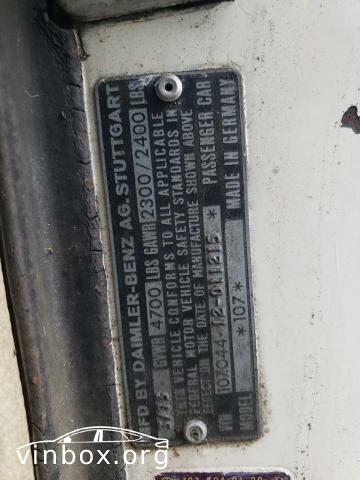 MFD BY DAIMLER-BENZ AG. STUTTGART
GVWR 4700 LBS GAWR 2300/2400 LBS
THIS VEHICLE CONFORMS TO ALL APPLICABLE
FEDERAL MOTOR VEHICLE SAFETY STANDARDS IN
EFFECT ON THE DATE OF MANUFACTURE SHOWN ABOVE
VIN 107044-12- * PASSENGER CAR
MODEL *107* MADE IN GERMANY
vinbox.org